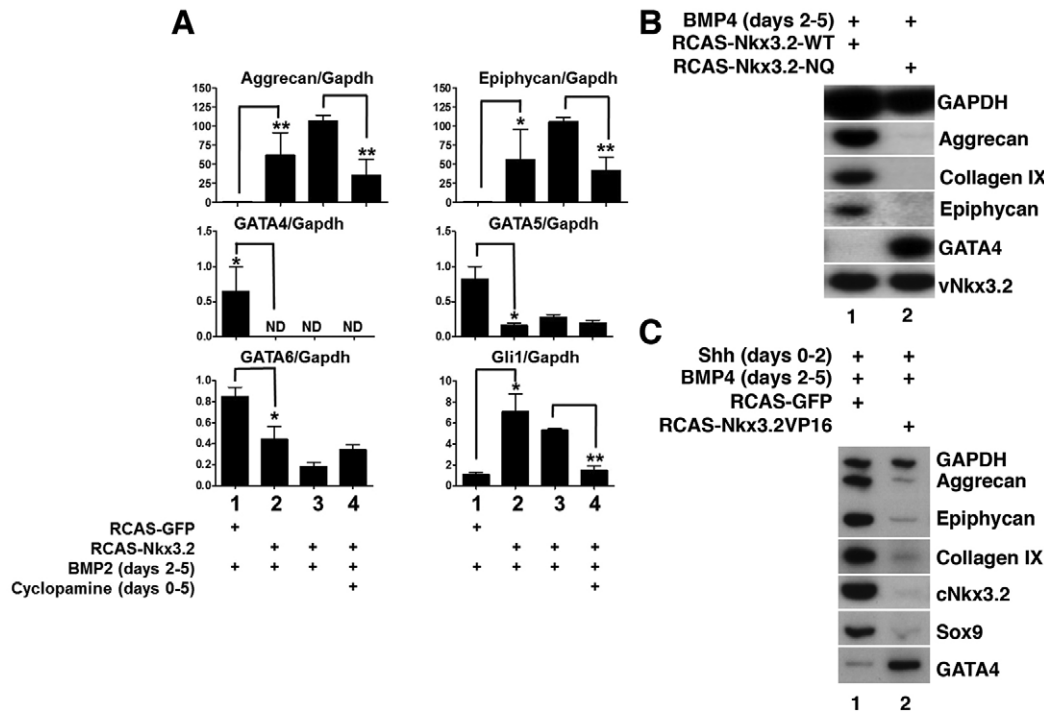 A
Aggrecan/Gapdh
Epiphycan/Gapdh
150
125
100
75
50
25
0
**
**
150
125
100
75
50
25
0
*
**
GATA4/Gapdh
GATA5/Gapdh
1.5
1.0
0.5
0.0
*
ND ND ND
1.5
1.0
0.5
0.0
*
GATA6/Gapdh
Gli1/Gapdh
1.0
0.8
0.6
0.4
0.2
0.0
*
10
8
6
4
2
0
*
**
1 2 3 4
1 2 3 4
RCAS-GFP + +
RCAS-Nkx3.2 + + + + + +
BMP2 (days 2-5) + + + + + + + +
Cyclopamine (days 0-5) + +
B
BMP4 (days 2-5) + +
RCAS-Nkx3.2-WT +
RCAS-Nkx3.2-NQ +
GAPDH
Aggrecan
Collagen IX
Epiphycan
GATA4
vNkx3.2
1 2
C
Shh (days 0-2) + +
BMP4 (days 2-5) + +
RCAS-GFP +
RCAS-Nkx3.2VP16 +
GAPDH
Aggrecan
Epiphycan
Collagen IX
cNkx3.2
Sox9
GATA4
1 2